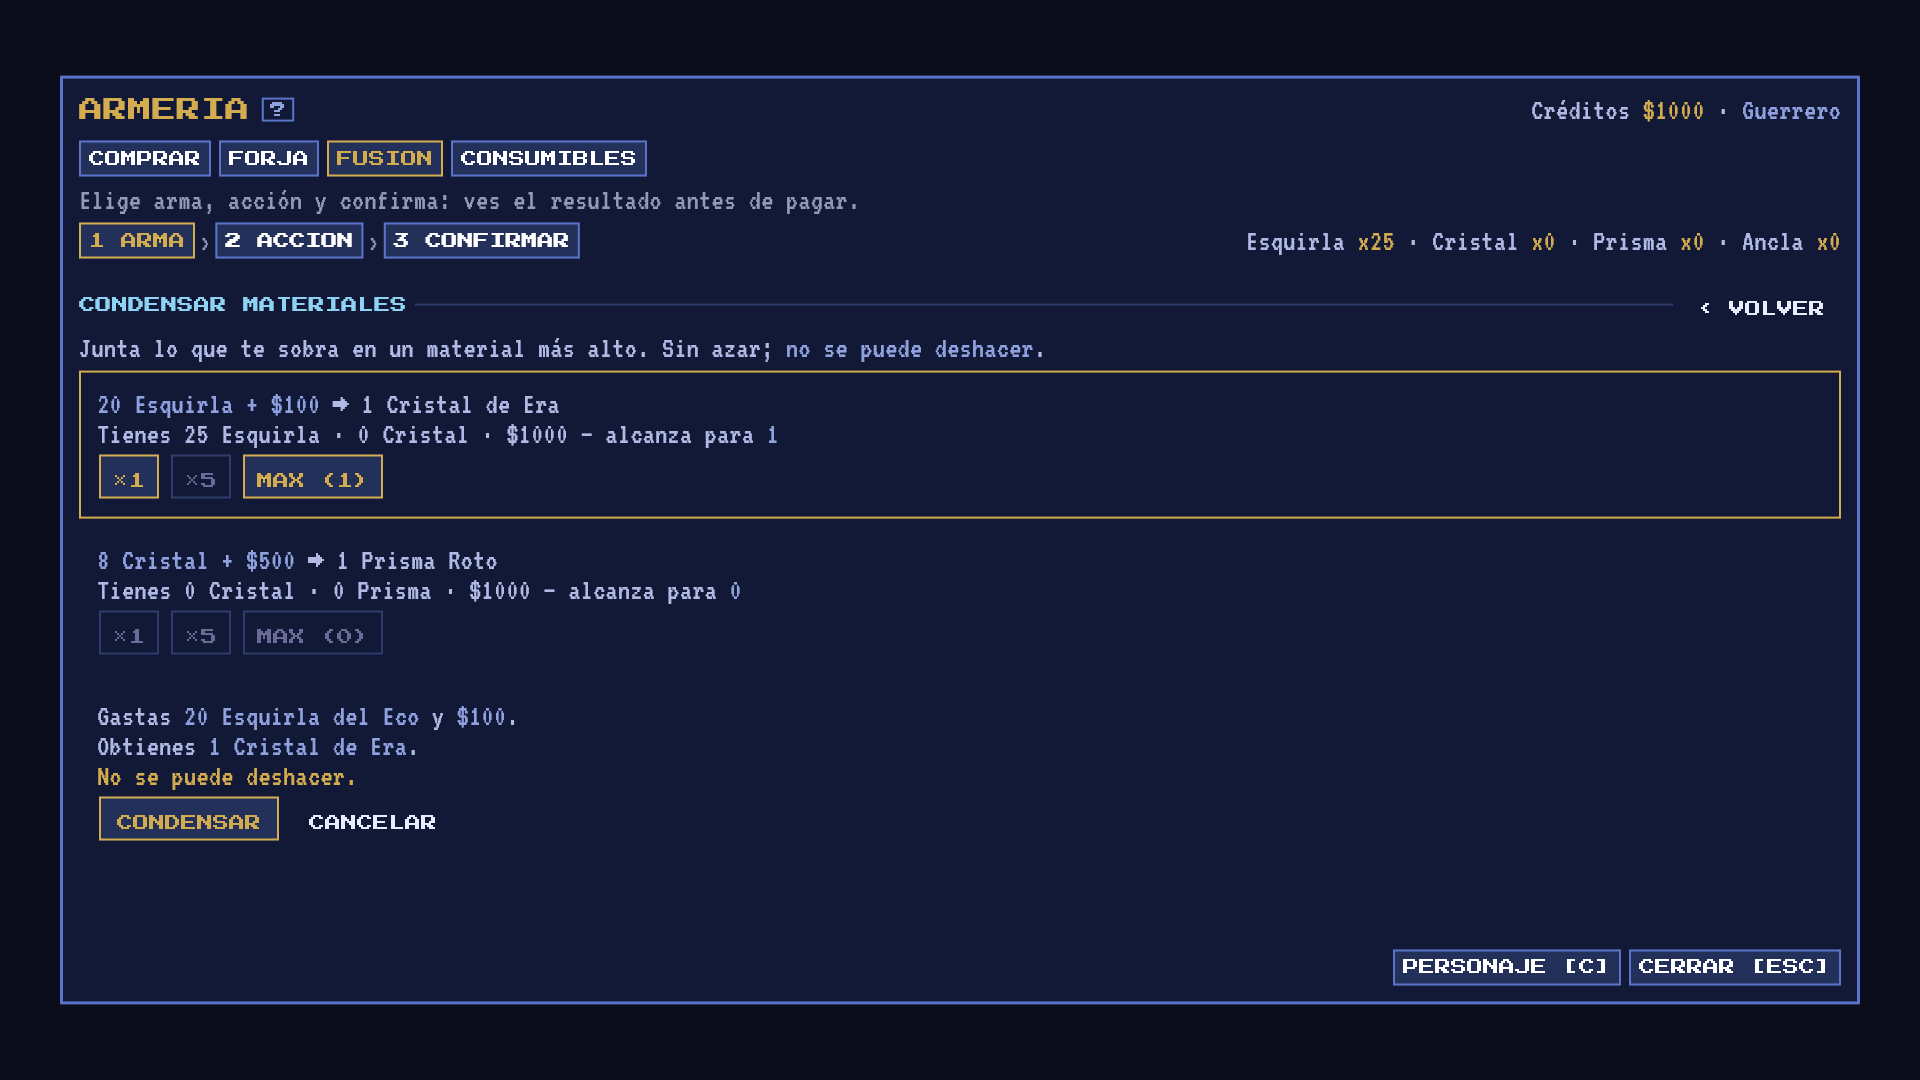 ARMERIA ?
Créditos $1000 · Guerrero
COMPRAR FORJA FUSION CONSUMIBLES
Elige arma, acción y confirma: ves el resultado antes de pagar.
1 ARMA › 2 ACCION › 3 CONFIRMAR
Esquirla x25 · Cristal x0 · Prisma x0 · Ancla x0
CONDENSAR MATERIALES
‹ VOLVER
Junta lo que te sobra en un material más alto. Sin azar; no se puede deshacer.
20 Esquirla + $100 → 1 Cristal de Era
Tienes 25 Esquirla · 0 Cristal · $1000 — alcanza para 1
×1 ×5 MAX (1)
8 Cristal + $500 → 1 Prisma Roto
Tienes 0 Cristal · 0 Prisma · $1000 — alcanza para 0
×1 ×5 MAX (0)
Gastas 20 Esquirla del Eco y $100.
Obtienes 1 Cristal de Era.
No se puede deshacer.
CONDENSAR CANCELAR
PERSONAJE [C] CERRAR [ESC]